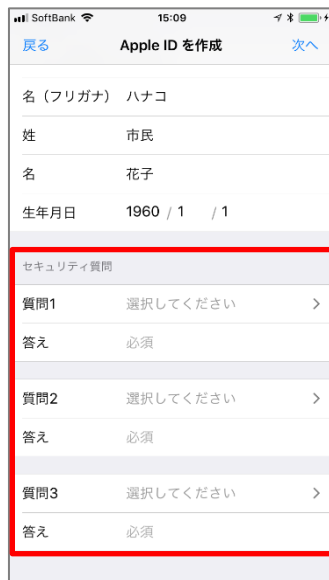 SoftBank 15:09
戻る Apple ID を作成 次へ
名（フリガナ） ハナコ
姓 市民
名 花子
生年月日 1960 / 1 / 1
セキュリティ質問
質問1 選択してください
答え 必須
質問2 選択してください
答え 必須
質問3 選択してください
答え 必須